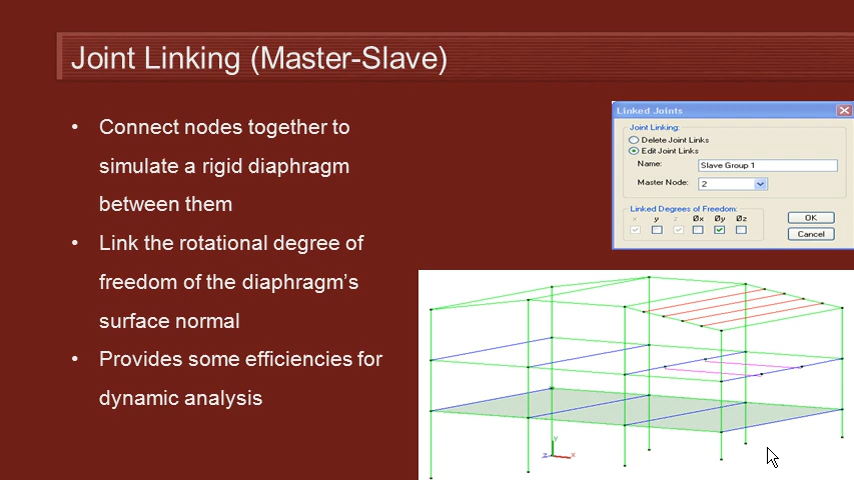 Joint Linking (Master-Slave)
• Connect nodes together to
simulate a rigid diaphragm
between them
• Link the rotational degree of
freedom of the diaphragm's
surface normal
• Provides some efficiencies for
dynamic analysis
Linked Joints
Joint Linking:
Delete Joint Links
Edit Joint Links
Name: Slave Group 1
Master Node: 2
Linked Degrees of Freedom:
x y z Øx Øy Øz
OK
Cancel
y
z x